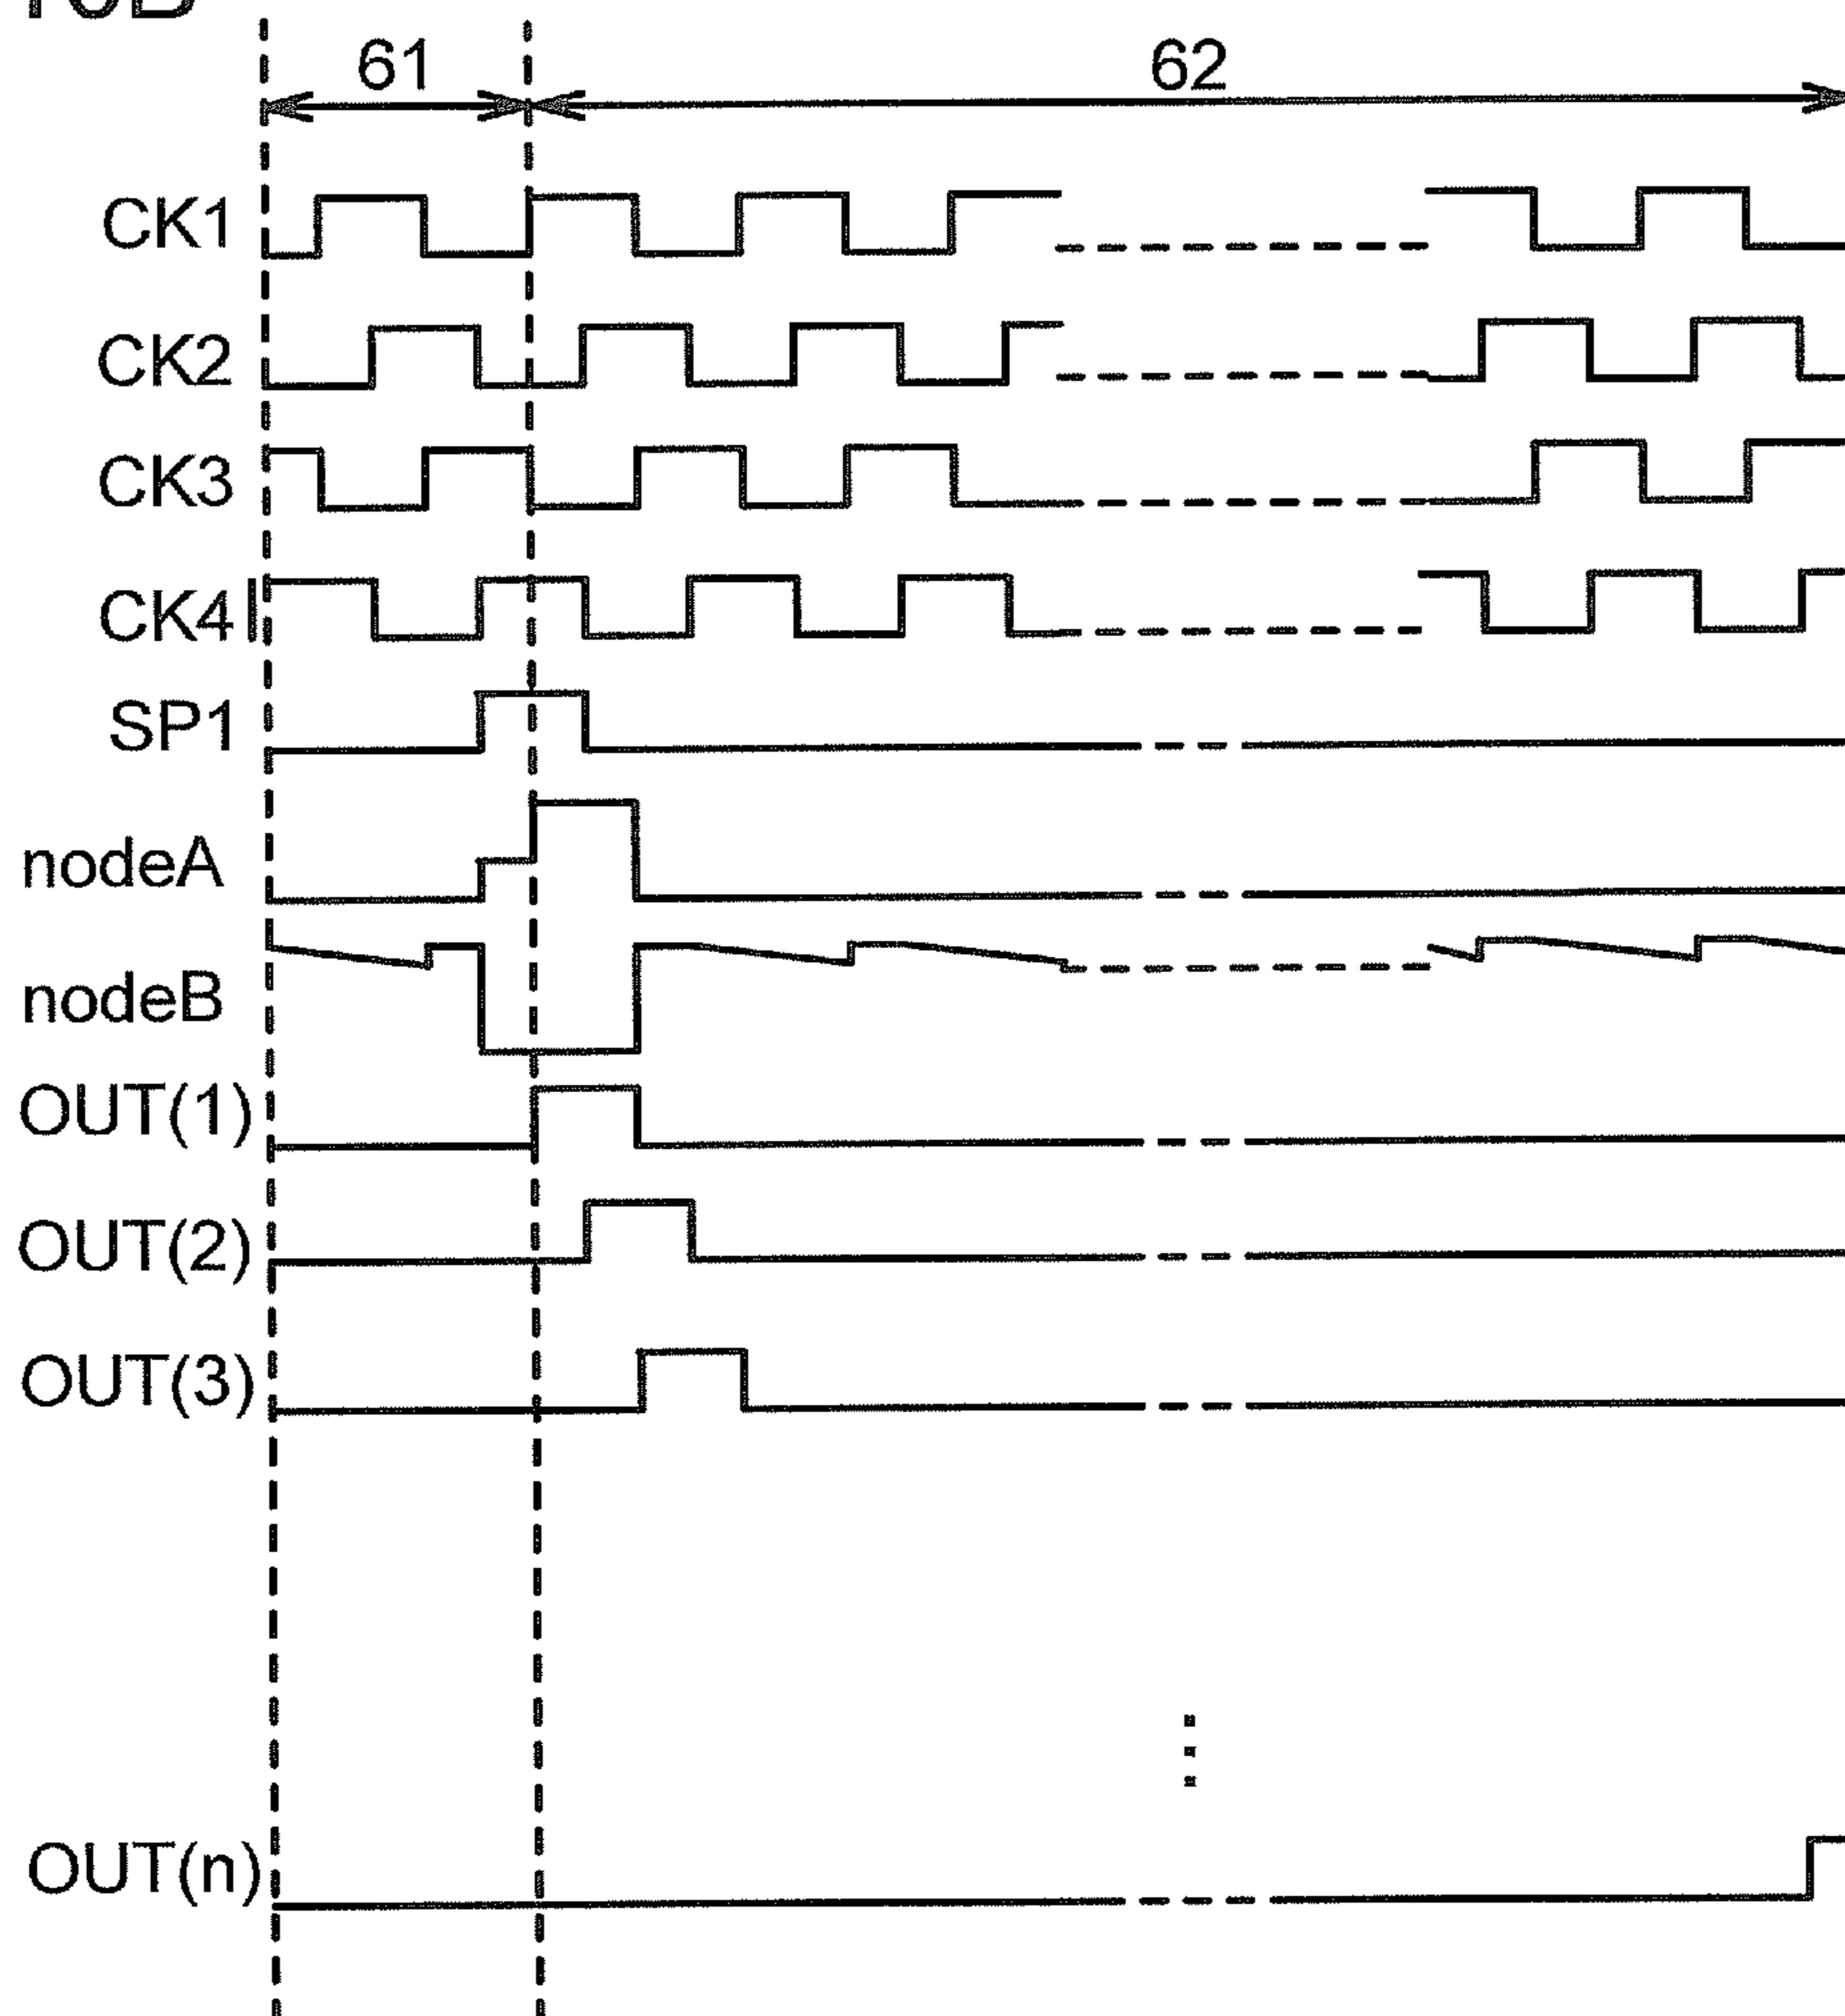 61 62
CK1
CK2
CK3
CK4
SP1
nodeA
nodeB
OUT(1)
OUT(2)
OUT(3)
OUT(n)